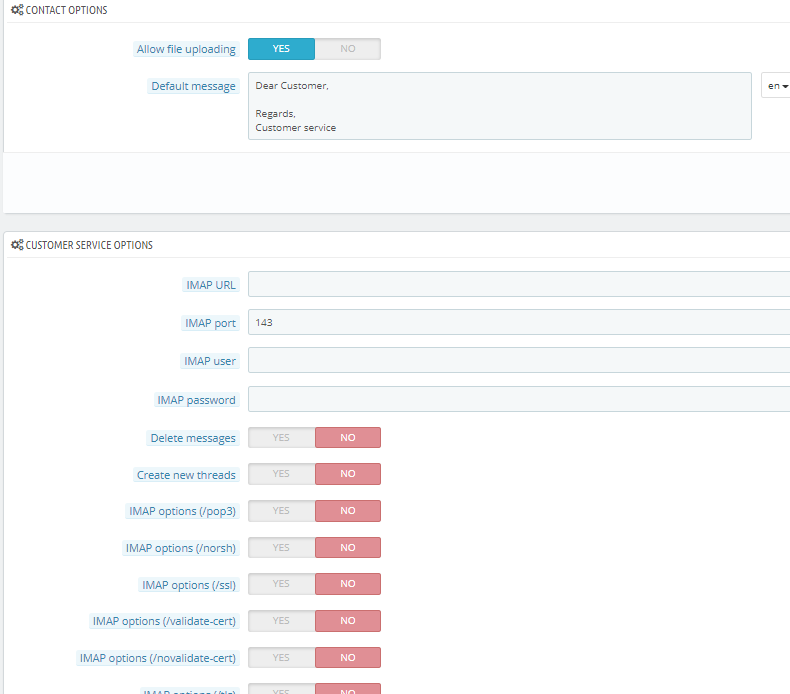 CONTACT OPTIONS
Allow file uploading YES NO
Default message Dear Customer, en
Regards,
Customer service
CUSTOMER SERVICE OPTIONS
IMAP URL
IMAP port 143
IMAP user
IMAP password
Delete messages YES NO
Create new threads YES NO
IMAP options (/pop3) YES NO
IMAP options (/norsh) YES NO
IMAP options (/ssl) YES NO
IMAP options (/validate-cert) YES NO
IMAP options (/novalidate-cert) YES NO
IMAP options (/tls) YES NO